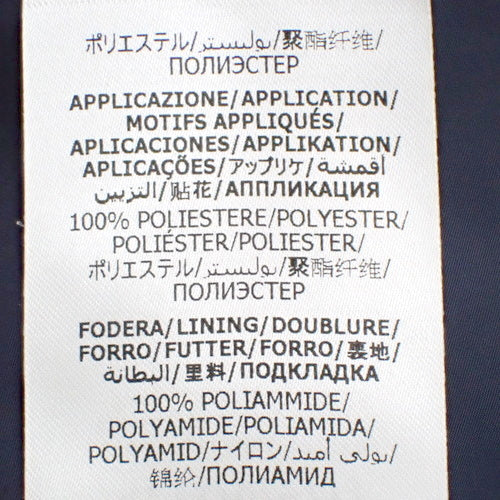 ポリエステル/بوليستر/聚酯纤维/
ПОЛИЭСТЕР
APPLICAZIONE/APPLICATION/
MOTIFS APPLIQUÉS/
APLICACIONES/APPLIKATION/
APLICAÇÕES/アップリケ/أقمشة
التزيين/贴花/АППЛИКАЦИЯ
100% POLIESTERE/POLYESTER/
POLIÉSTER/POLIESTER/
ポリエステル/بوليستر/聚酯纤维/
ПОЛИЭСТЕР
FODERA/LINING/DOUBLURE/
FORRO/FUTTER/FORRO/裏地/
البطانة/里料/ПОДКЛАДКА
100% POLIAMMIDE/
POLYAMIDE/POLIAMIDA/
POLYAMID/ナイロン/بولي أميد/
锦纶/ПОЛИАМИД